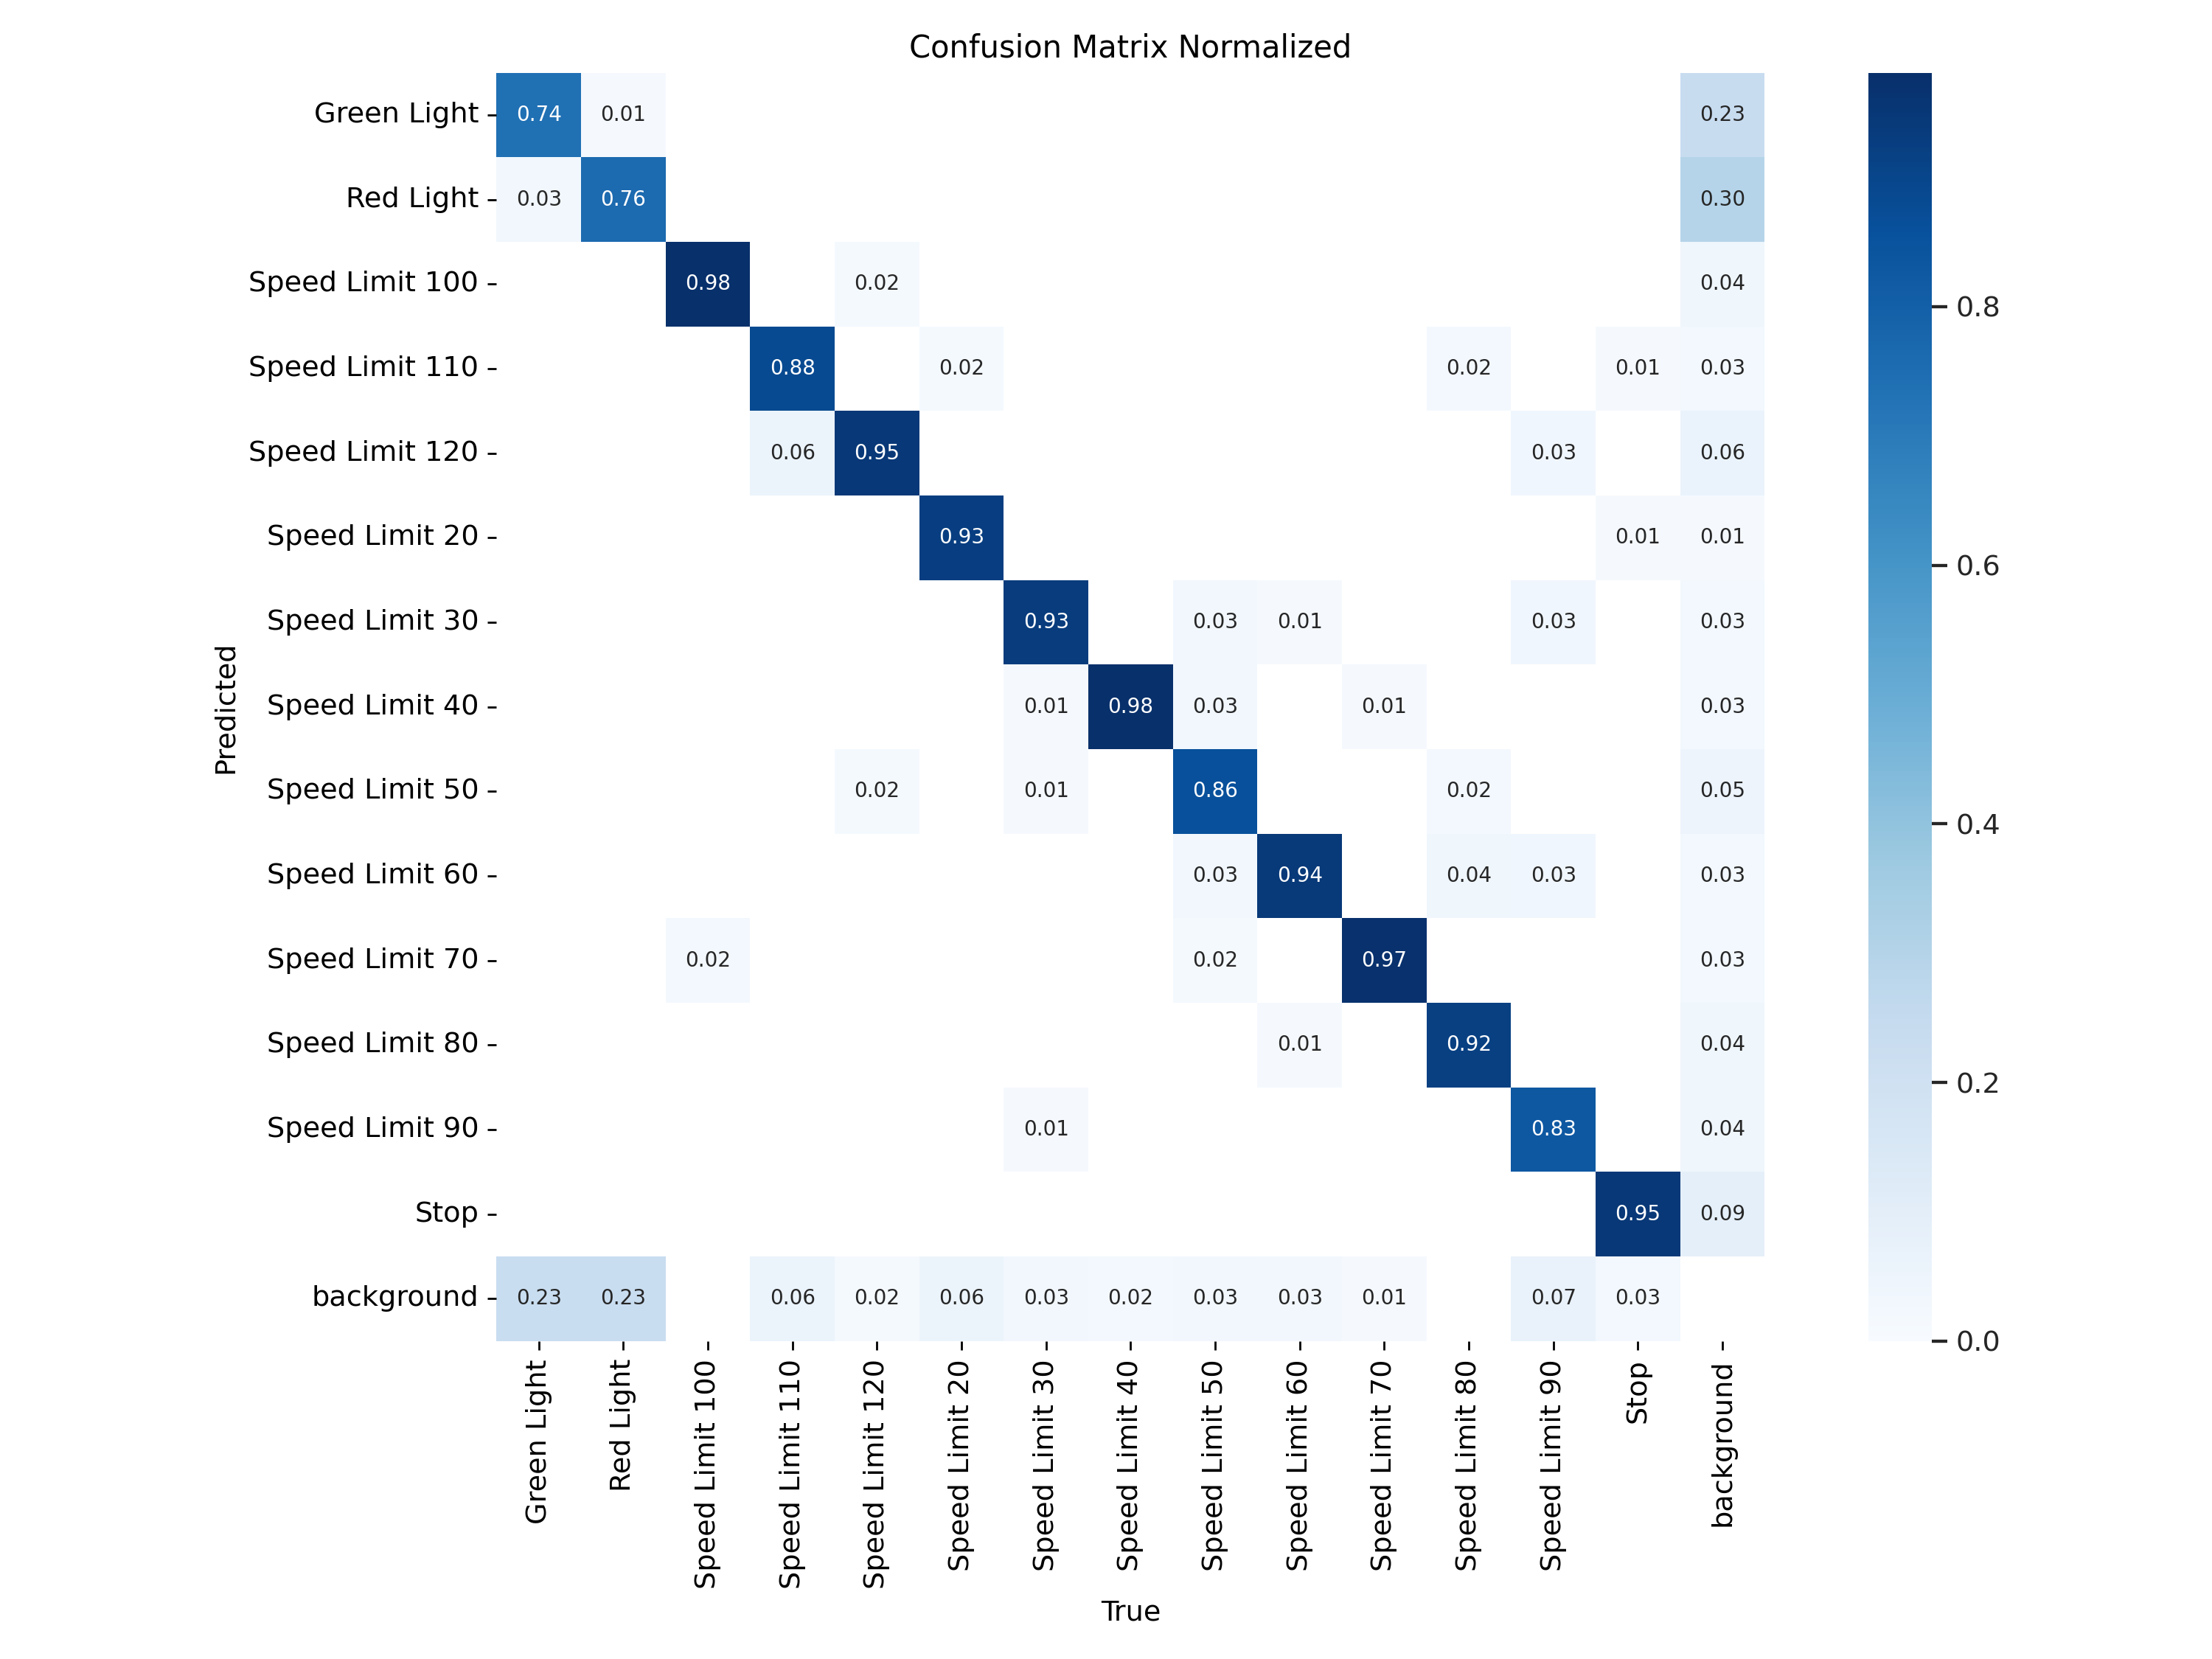 Confusion Matrix Normalized
Green Light 0.74 0.01 0.23
Red Light 0.03 0.76 0.30
Speed Limit 100 0.98 0.02 0.04
Speed Limit 110 0.88 0.02 0.02 0.01 0.03
Speed Limit 120 0.06 0.95 0.03 0.06
Speed Limit 20 0.93 0.01 0.01
Speed Limit 30 0.93 0.03 0.01 0.03 0.03
Speed Limit 40 0.01 0.98 0.03 0.01 0.03
Speed Limit 50 0.02 0.01 0.86 0.02 0.05
Speed Limit 60 0.03 0.94 0.04 0.03 0.03
Speed Limit 70 0.02 0.02 0.97 0.03
Speed Limit 80 0.01 0.92 0.04
Speed Limit 90 0.01 0.83 0.04
Stop 0.95 0.09
background 0.23 0.23 0.06 0.02 0.06 0.03 0.02 0.03 0.03 0.01 0.07 0.03
Predicted
Green Light
Red Light
Speed Limit 100
Speed Limit 110
Speed Limit 120
Speed Limit 20
Speed Limit 30
Speed Limit 40
Speed Limit 50
Speed Limit 60
Speed Limit 70
Speed Limit 80
Speed Limit 90
Stop
background
True
0.8
0.6
0.4
0.2
0.0